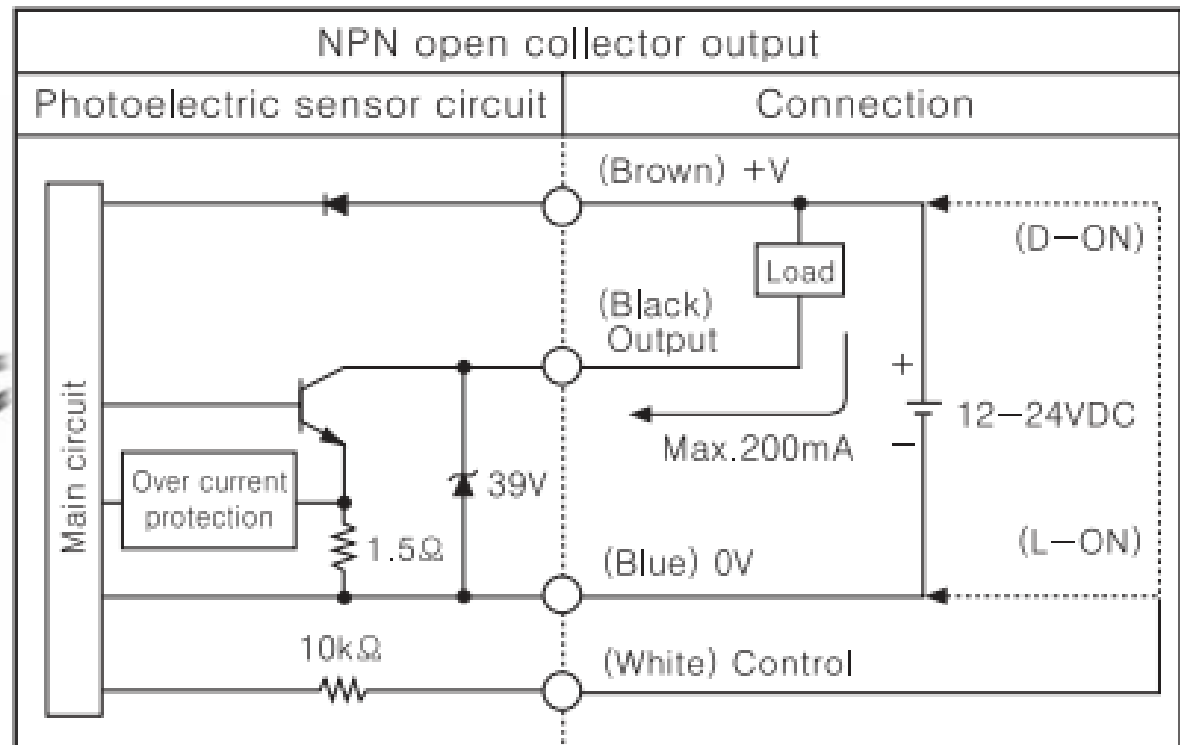 NPN open collector output
Photoelectric sensor circuit
Connection
(Brown) +V
(D-ON)
Load
(Black)
Output
Main circuit
+
12-24VDC
-
Max.200mA
Over current
protection
39V
1.5Ω
(L-ON)
(Blue) 0V
10kΩ
(White) Control